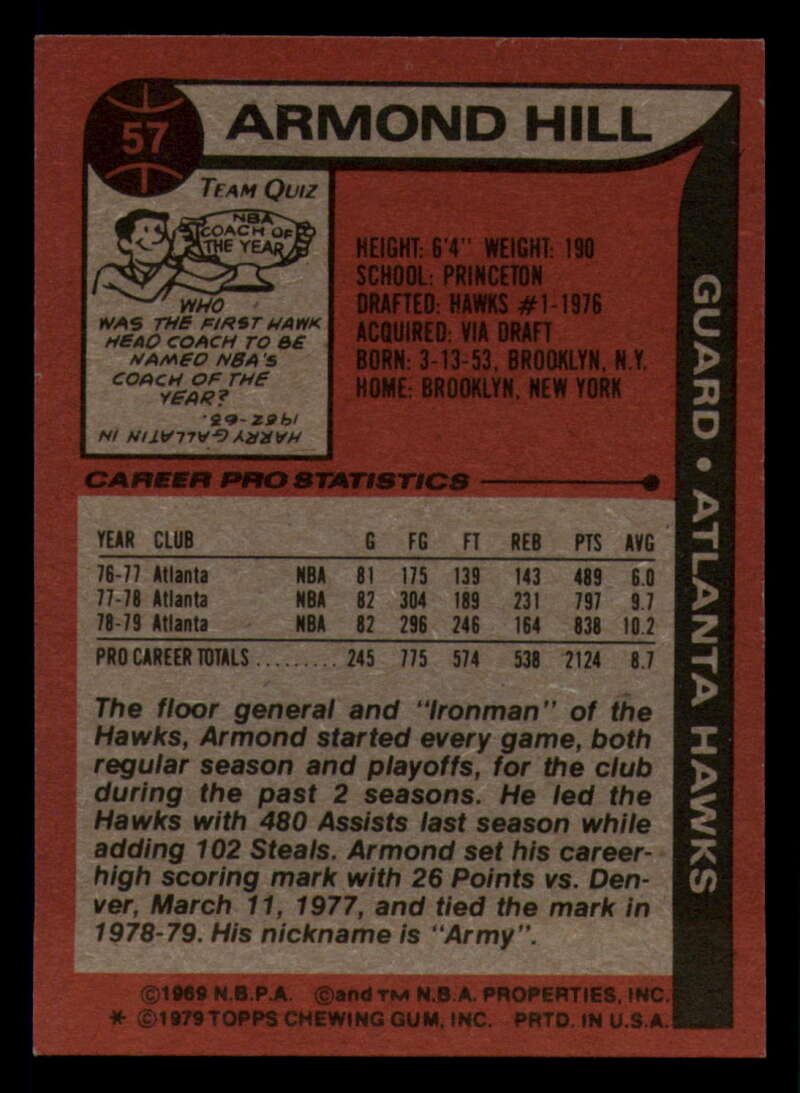 57
ARMOND HILL
TEAM QUIZ
NBA
COACH OF
THE YEAR
WHO
WAS THE FIRST HAWK
HEAD COACH TO BE
NAMED NBA'S
COACH OF THE
YEAR?
HARRY GALLATIN IN
1962-63.
HEIGHT: 6'4" WEIGHT: 190
SCHOOL: PRINCETON
DRAFTED: HAWKS #1-1976
ACQUIRED: VIA DRAFT
BORN: 3-13-53, BROOKLYN, N.Y.
HOME: BROOKLYN, NEW YORK
GUARD • ATLANTA HAWKS
CAREER PRO STATISTICS
YEAR CLUB G FG FT REB PTS AVG
76-77 Atlanta NBA 81 175 139 143 489 6.0
77-78 Atlanta NBA 82 304 189 231 797 9.7
78-79 Atlanta NBA 82 296 246 164 838 10.2
PRO CAREER TOTALS ......... 245 775 574 538 2124 8.7
The floor general and "Ironman" of the
Hawks, Armond started every game, both
regular season and playoffs, for the club
during the past 2 seasons. He led the
Hawks with 480 Assists last season while
adding 102 Steals. Armond set his career-
high scoring mark with 26 Points vs. Den-
ver, March 11, 1977, and tied the mark in
1978-79. His nickname is "Army".
©1969 N.B.P.A. ©and TM N.B.A. PROPERTIES, INC.
* ©1979 TOPPS CHEWING GUM, INC. PRTD. IN U.S.A.